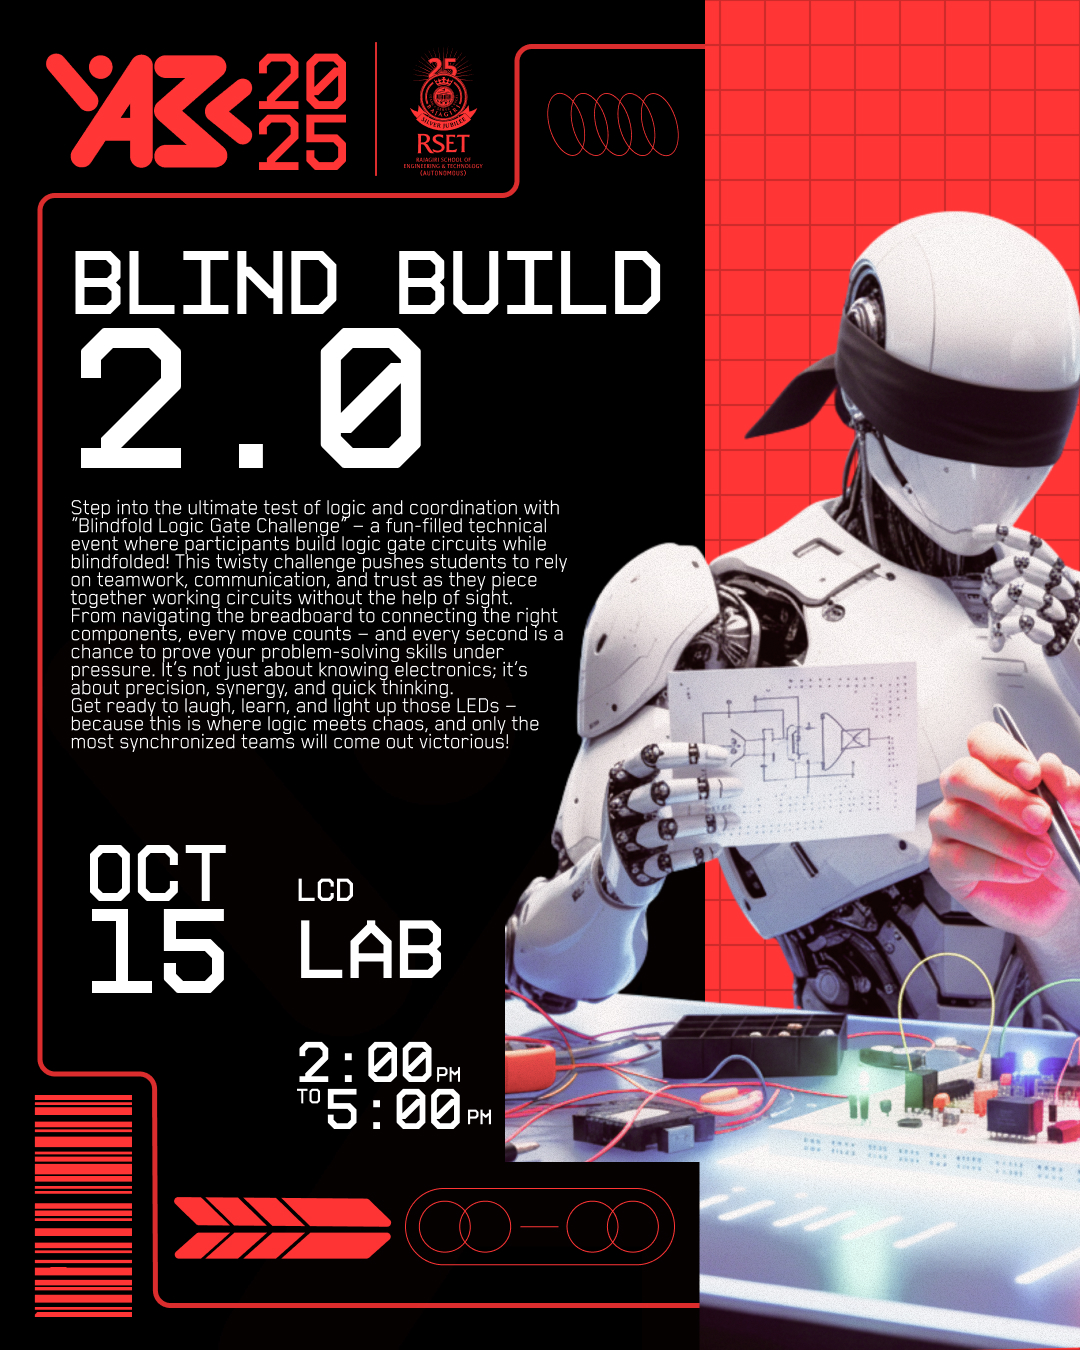 2025
25
RAJAGIRI
SILVER JUBILEE
RSET
RAJAGIRI SCHOOL OF
ENGINEERING & TECHNOLOGY
(AUTONOMOUS)
BLIND BUILD
2.0
Step into the ultimate test of logic and coordination with
"Blindfold Logic Gate Challenge" – a fun-filled technical
event where participants build logic gate circuits while
blindfolded! This twisty challenge pushes students to rely
on teamwork, communication, and trust as they piece
together working circuits without the help of sight.
From navigating the breadboard to connecting the right
components, every move counts – and every second is a
chance to prove your problem-solving skills under
pressure. It's not just about knowing electronics; it's
about precision, synergy, and quick thinking.
Get ready to laugh, learn, and light up those LEDs –
because this is where logic meets chaos, and only the
most synchronized teams will come out victorious!
OCT
15
LCD
LAB
2:00PM
TO 5:00PM